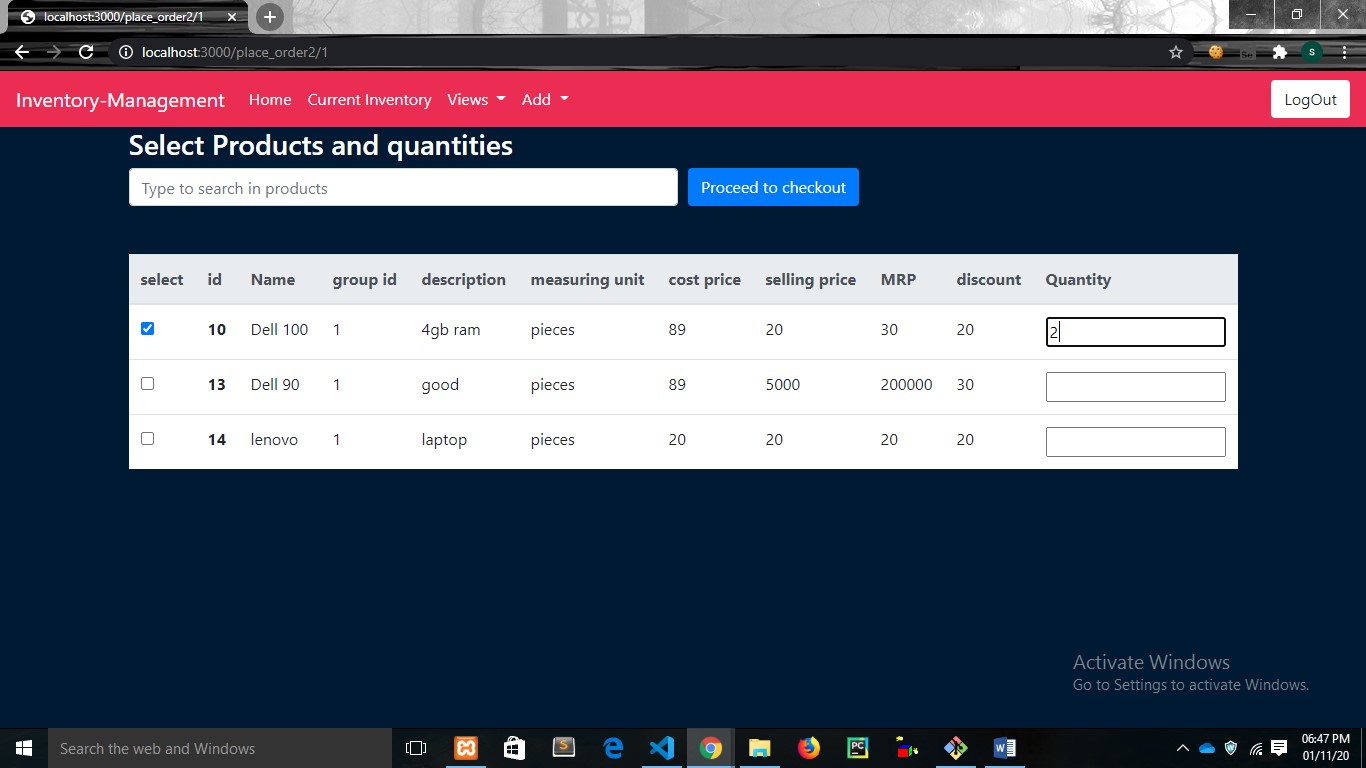 localhost:3000/place_order2/1
localhost:3000/place_order2/1
s
Inventory-Management Home Current Inventory Views Add LogOut
Select Products and quantities
Type to search in products Proceed to checkout
select id Name group id description measuring unit cost price selling price MRP discount Quantity
10 Dell 100 1 4gb ram pieces 89 20 30 20 2
13 Dell 90 1 good pieces 89 5000 200000 30
14 lenovo 1 laptop pieces 20 20 20 20
Activate Windows
Go to Settings to activate Windows.
Search the web and Windows
S
PC
W
06:47 PM
01/11/20